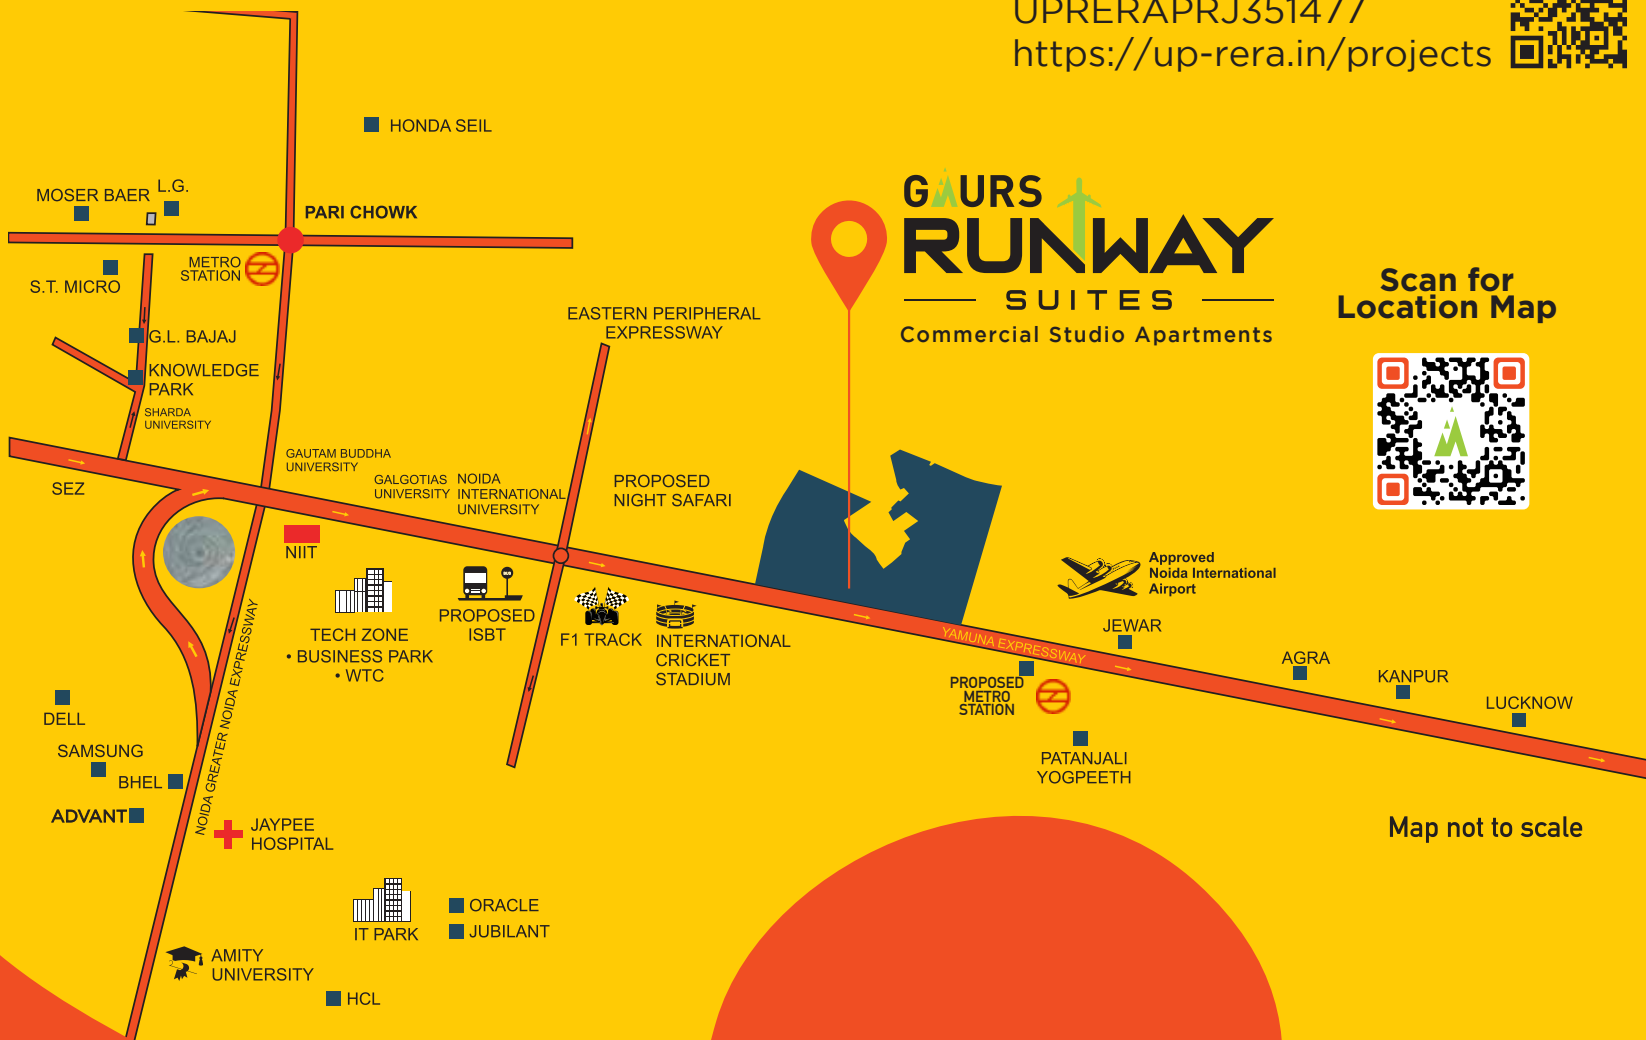 UPRERAPRJ351477
https://up-rera.in/projects
HONDA SEIL
MOSER BAER
L.G.
PARI CHOWK
METRO
STATION
S.T. MICRO
G.L. BAJAJ
KNOWLEDGE
PARK
SHARDA
UNIVERSITY
GAURS
RUNWAY
SUITES
Commercial Studio Apartments
Scan for
Location Map
EASTERN PERIPHERAL
EXPRESSWAY
SEZ
GAUTAM BUDDHA
UNIVERSITY
GALGOTIAS
UNIVERSITY
NOIDA
INTERNATIONAL
UNIVERSITY
PROPOSED
NIGHT SAFARI
NIIT
TECH ZONE
• BUSINESS PARK
• WTC
BUS
PROPOSED
ISBT
F1 TRACK
INTERNATIONAL
CRICKET
STADIUM
Approved
Noida International
Airport
JEWAR
YAMUNA EXPRESSWAY
PROPOSED
METRO
STATION
AGRA
KANPUR
LUCKNOW
PATANJALI
YOGPEETH
Map not to scale
NOIDA GREATER NOIDA EXPRESSWAY
DELL
SAMSUNG
BHEL
ADVANT
JAYPEE
HOSPITAL
IT PARK
ORACLE
JUBILANT
AMITY
UNIVERSITY
HCL